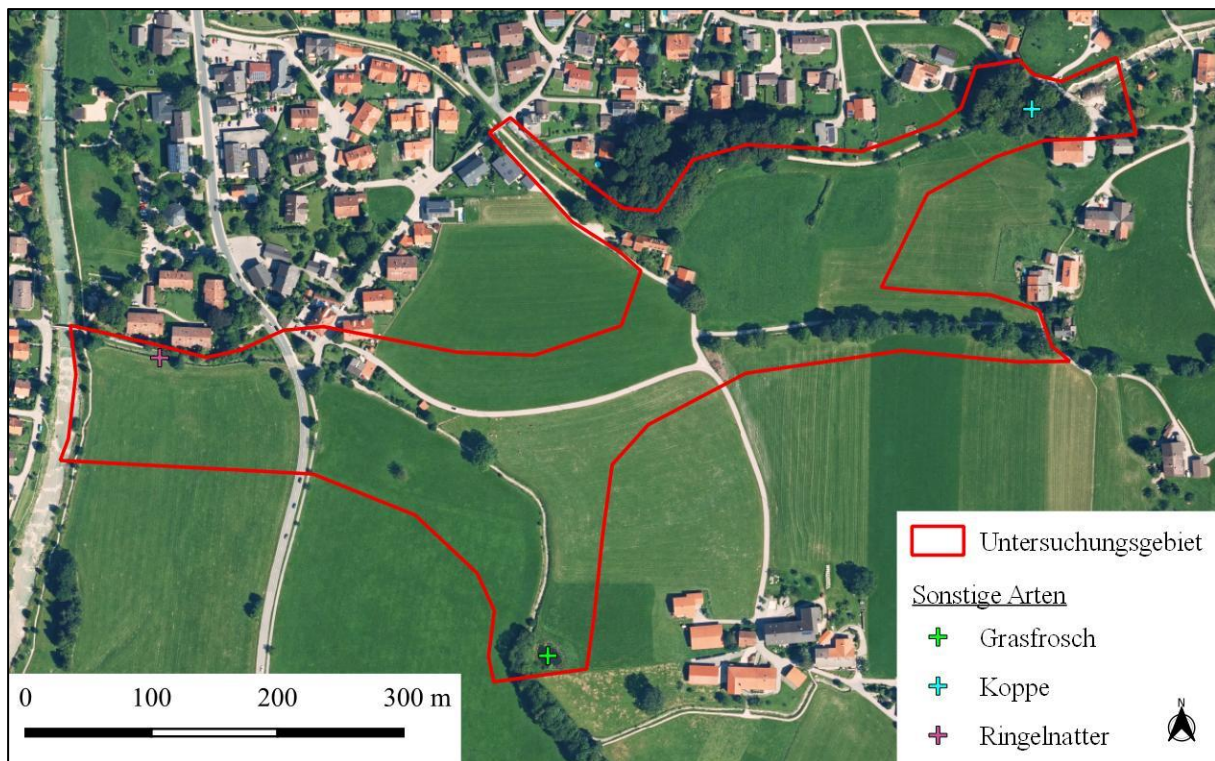 Untersuchungsgebiet
Sonstige Arten
Grasfrosch
Koppe
Ringelnatter
0 100 200 300 m
N